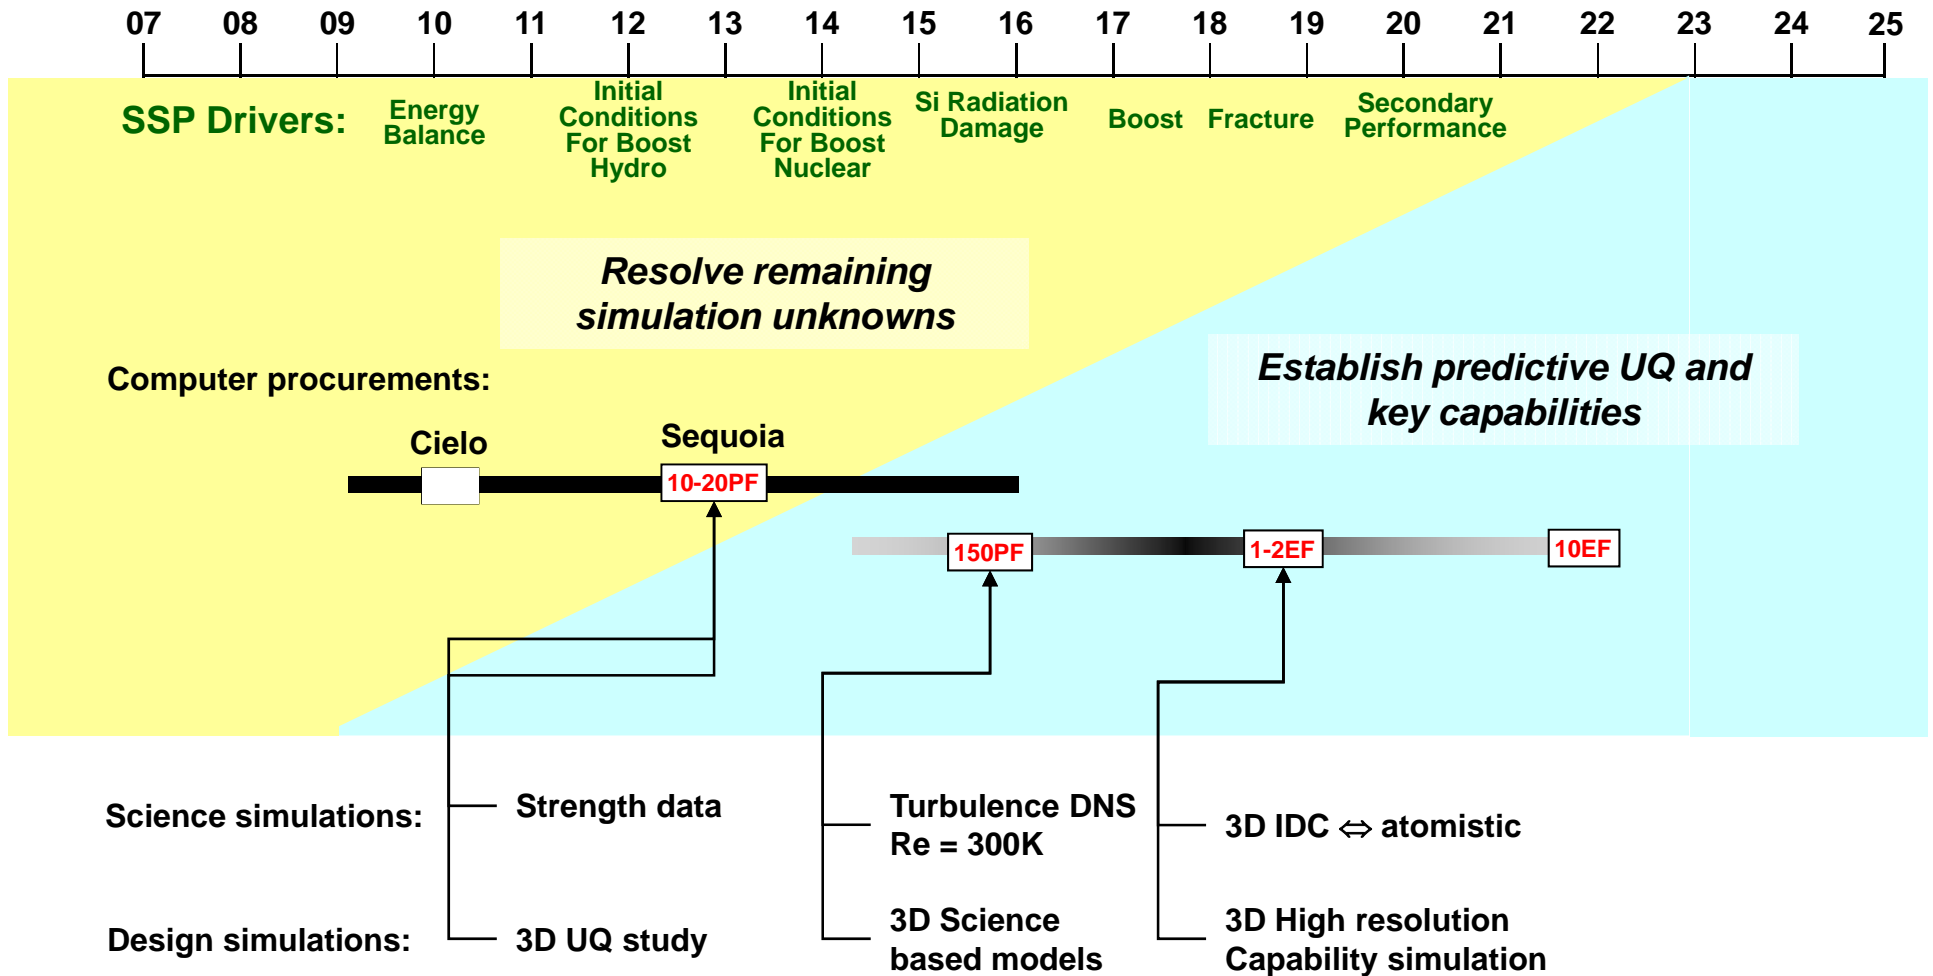 07 08 09 10 11 12 13 14 15 16 17 18 19 20 21 22 23 24 25
SSP Drivers:
Energy
Balance
Initial
Conditions
For Boost
Hydro
Initial
Conditions
For Boost
Nuclear
Si Radiation
Damage
Boost
Fracture
Secondary
Performance
Resolve remaining
simulation unknowns
Establish predictive UQ and
key capabilities
Computer procurements:
Cielo
Sequoia
10-20PF
150PF
1-2EF
10EF
Science simulations:
Strength data
Turbulence DNS
Re = 300K
3D IDC ⇔ atomistic
Design simulations:
3D UQ study
3D Science
based models
3D High resolution
Capability simulation